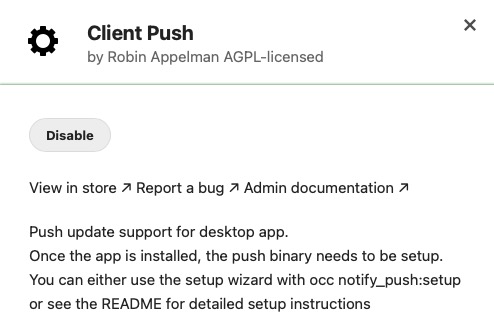 Client Push
by Robin Appelman AGPL-licensed
Disable
View in store ↗ Report a bug ↗ Admin documentation ↗
Push update support for desktop app.
Once the app is installed, the push binary needs to be setup.
You can either use the setup wizard with occ notify_push:setup
or see the README for detailed setup instructions